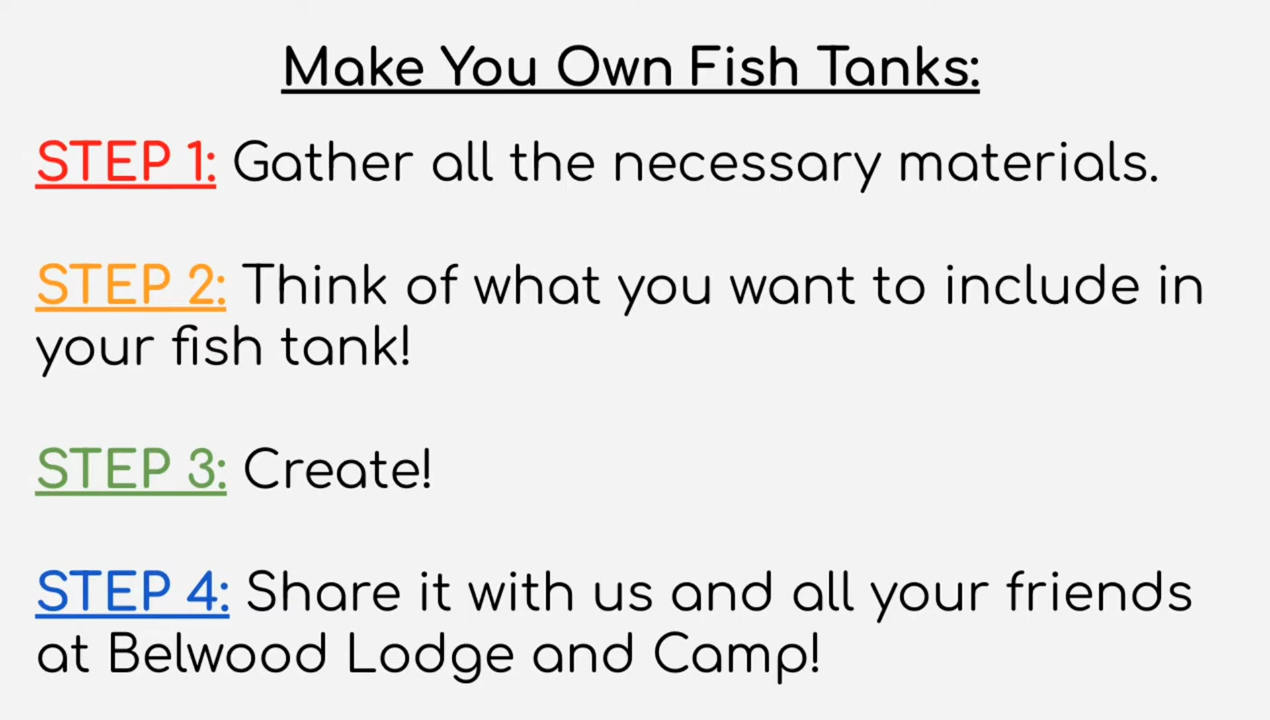 Make You Own Fish Tanks:
STEP 1: Gather all the necessary materials.
STEP 2: Think of what you want to include in
your fish tank!
STEP 3: Create!
STEP 4: Share it with us and all your friends
at Belwood Lodge and Camp!